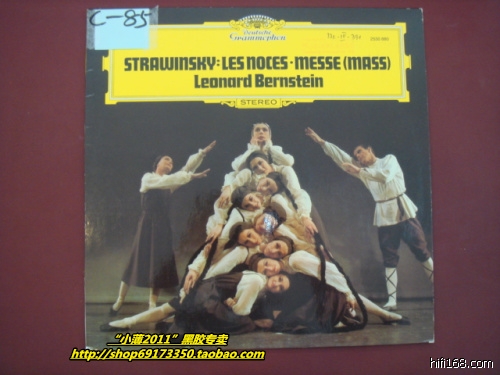 C-85
Deutsche
Grammophon
STRAWINSKY: LES NOCES · MESSE (MASS)
Leonard Bernstein
STEREO
“小蒲2011”黑胶专卖
http://shop69173350.taobao.com/
hifi168.com